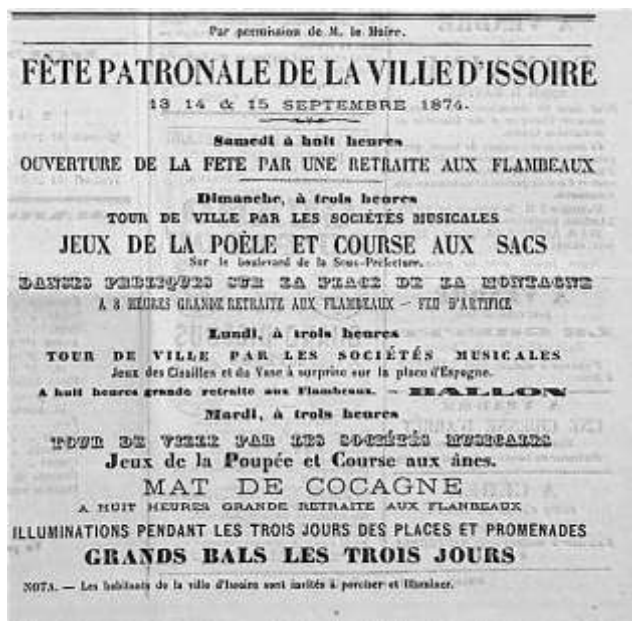 Par permission de M. le Maire.
FÊTE PATRONALE DE LA VILLE D'ISSOIRE
13 14 & 15 SEPTEMBRE 1874.
Samedi à huit heures
OUVERTURE DE LA FETE PAR UNE RETRAITE AUX FLAMBEAUX
Dimanche, à trois heures
TOUR DE VILLE PAR LES SOCIÉTÉS MUSICALES
JEUX DE LA POÊLE ET COURSE AUX SACS
Sur le boulevard de la Sous-Préfecture.
DANSES PUBLIQUES SUR LA PLACE DE LA MONTAGNE
A 8 HEURES GRANDE RETRAITE AUX FLAMBEAUX — FEU D'ARTIFICE
Lundi, à trois heures
TOUR DE VILLE PAR LES SOCIÉTÉS MUSICALES
Jeux des Cisailles et du Vase à surprise sur la place d'Espagne.
A huit heures grande retraite aux Flambeaux. — BALLON
Mardi, à trois heures
TOUR DE VILLE PAR LES SOCIÉTÉS MUSICALES
Jeux de la Poupée et Course aux ânes.
MAT DE COCAGNE
A HUIT HEURES GRANDE RETRAITE AUX FLAMBEAUX
ILLUMINATIONS PENDANT LES TROIS JOURS DES PLACES ET PROMENADES
GRANDS BALS LES TROIS JOURS
NOTA. — Les habitants de la ville d'Issoire sont invités à pavoiser et illuminer.